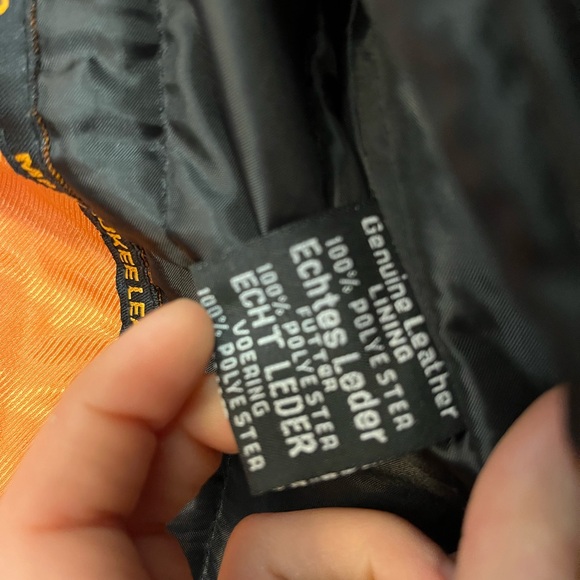 Genuine Leather
LINING
100% POLYESTER
Echtes Leder
FUTTER
100% POLYESTER
ECHT LEDER
VOERING
100% POLYESTER